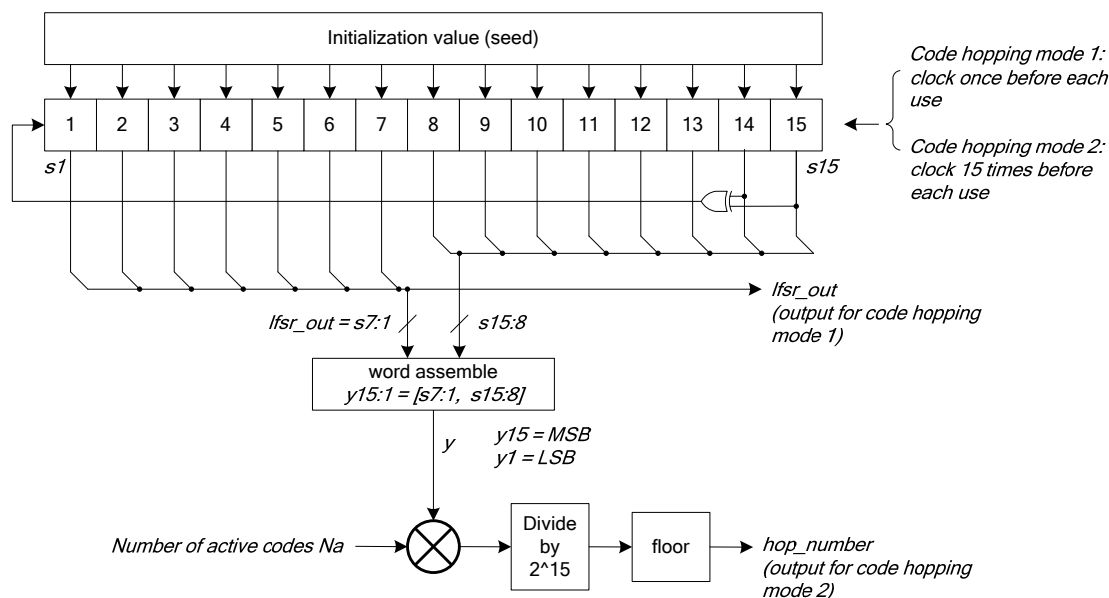 Initialization value (seed)
1 2 3 4 5 6 7 8 9 10 11 12 13 14 15
s1
s15
Code hopping mode 1:
clock once before each
use
Code hopping mode 2:
clock 15 times before
each use
lfsr_out
(output for code hopping
mode 1)
lfsr_out = s7:1
s15:8
word assemble
y15:1 = [s7:1, s15:8]
y
y15 = MSB
y1 = LSB
Number of active codes Na
Divide
by
2^15
floor
hop_number
(output for code hopping
mode 2)